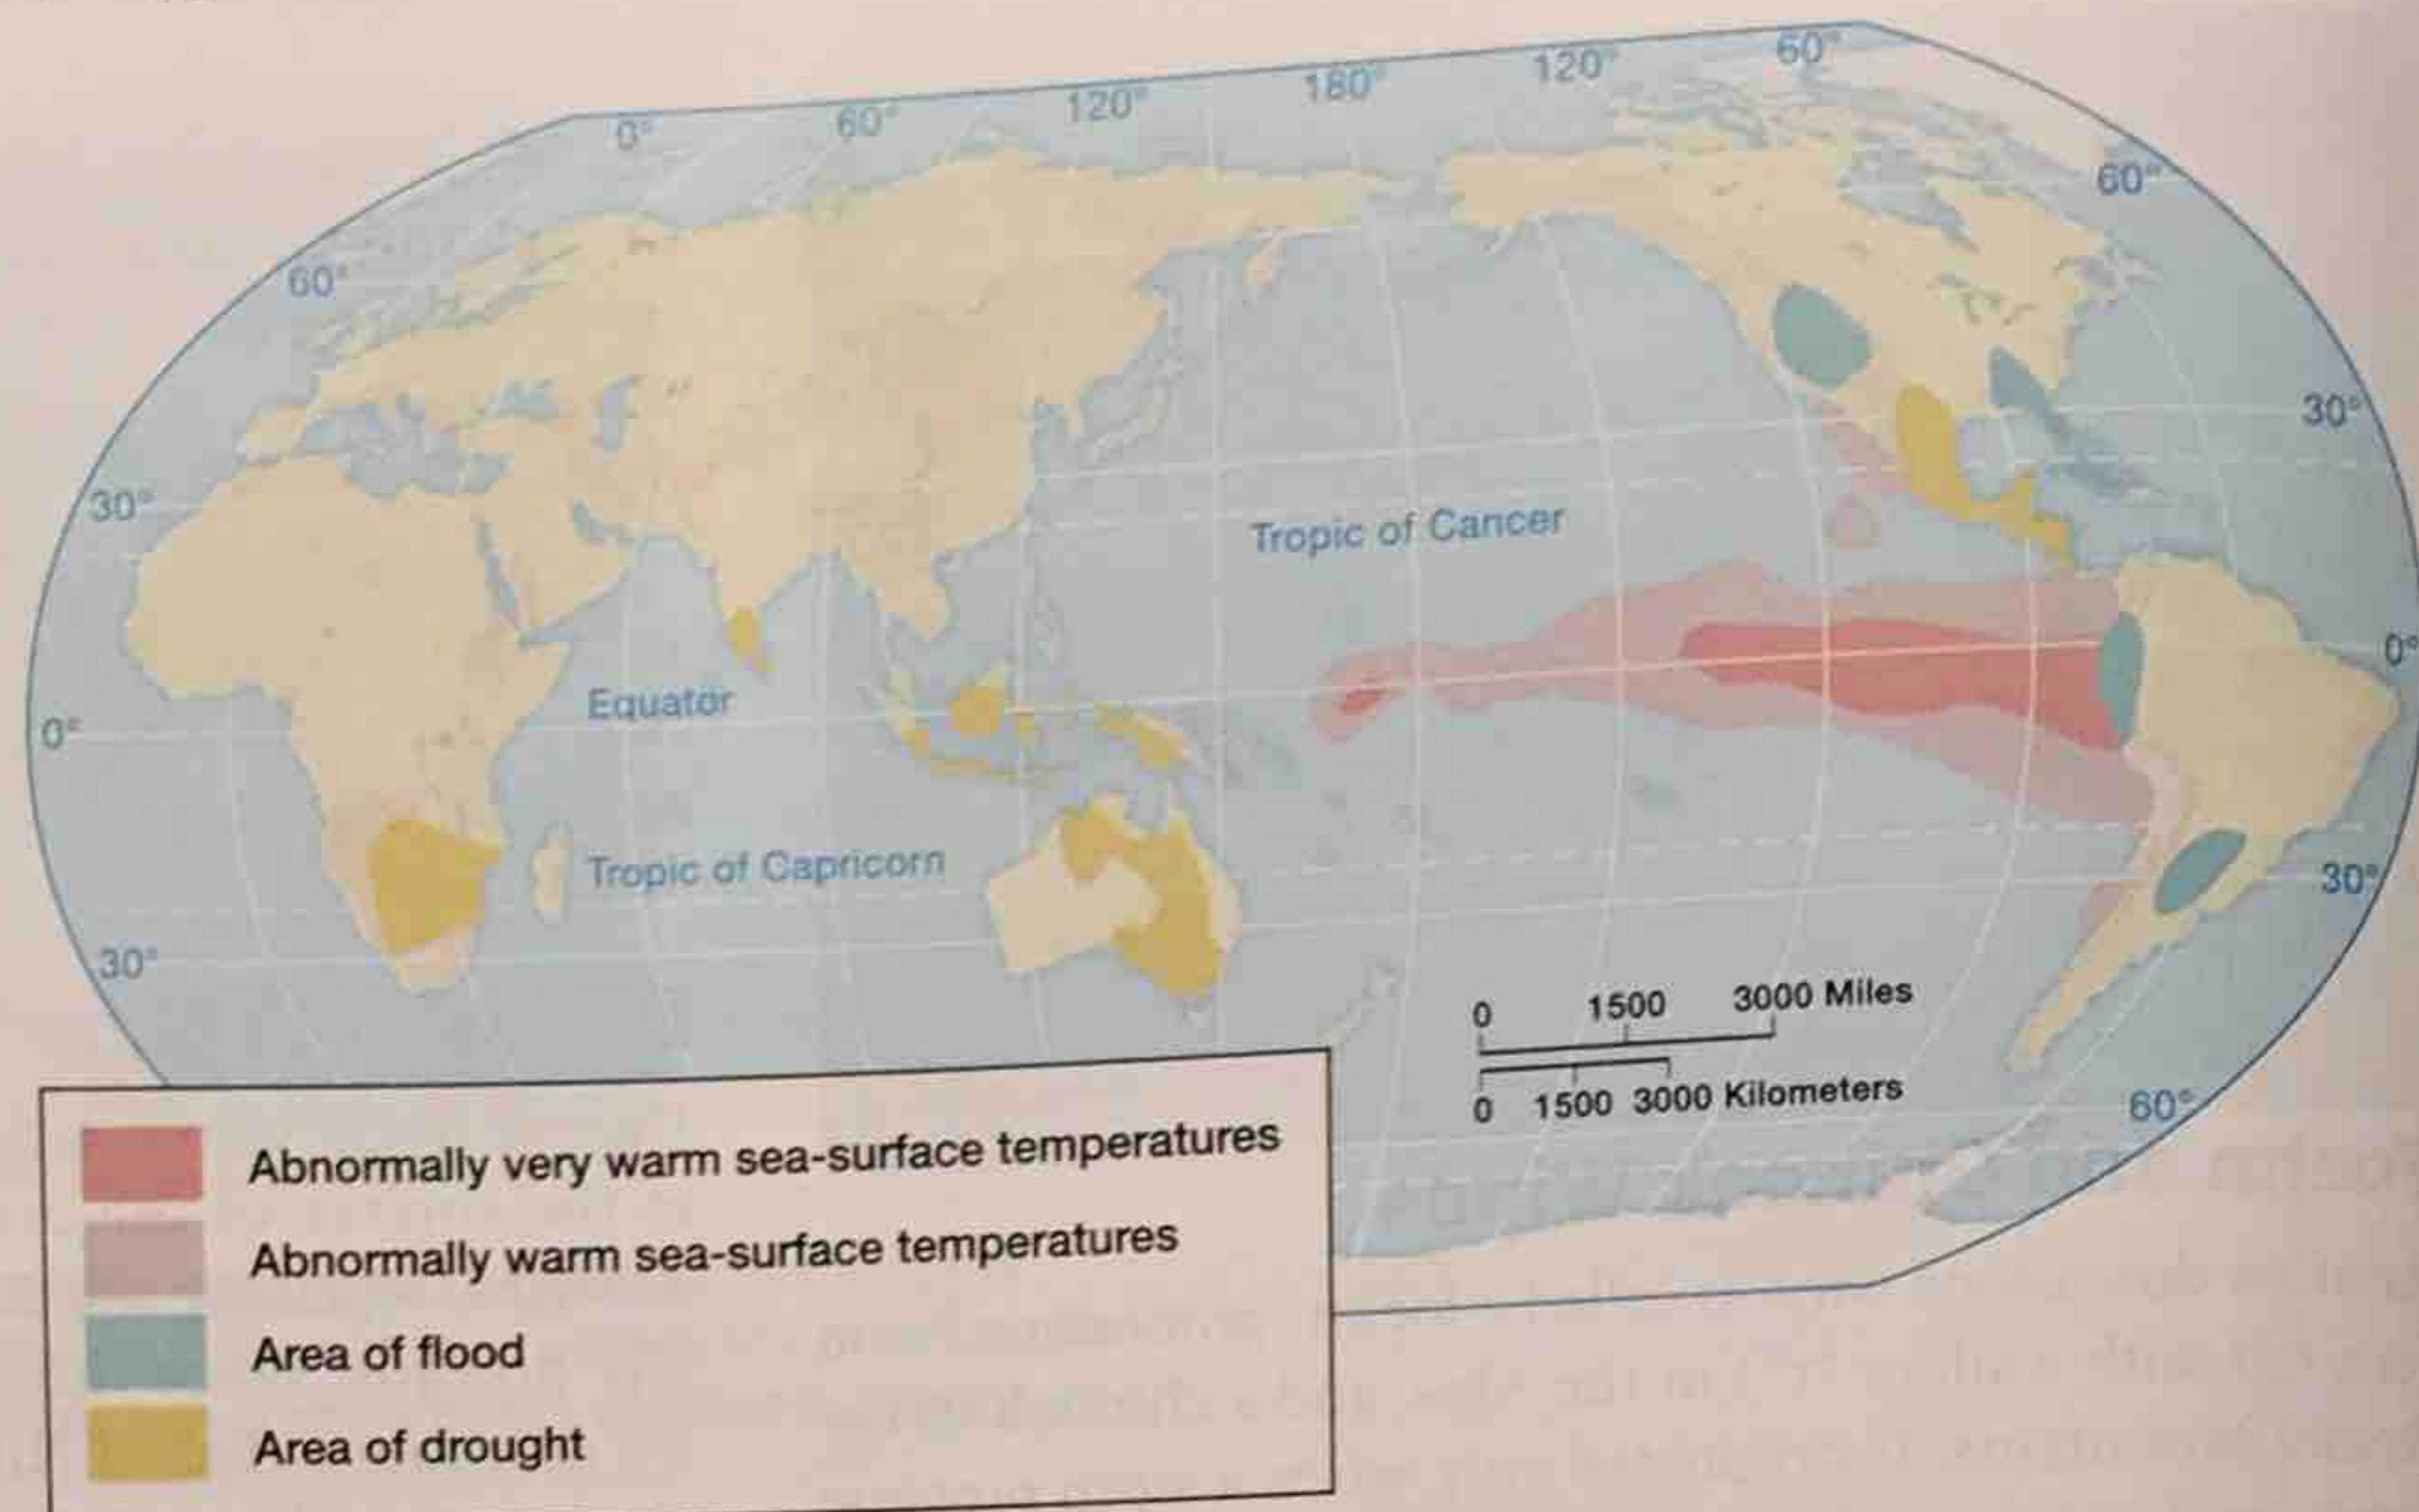 0° 60° 120° 180° 120° 60°
60°
60°
30°
30°
Tropic of Cancer
Equator
0°
0°
Tropic of Capricorn
30°
30°
60°
0 1500 3000 Miles
0 1500 3000 Kilometers
Abnormally very warm sea-surface temperatures
Abnormally warm sea-surface temperatures
Area of flood
Area of drought